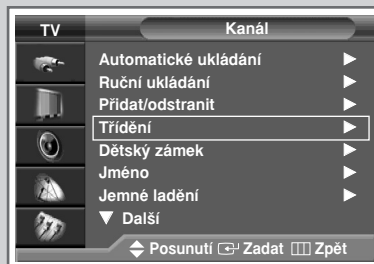 TV Kanál
Automatické ukládání
Ruční ukládání
Přidat/odstranit
Třídění
Dětský zámek
Jméno
Jemné ladění
▼ Další
Posunutí Zadat Zpět